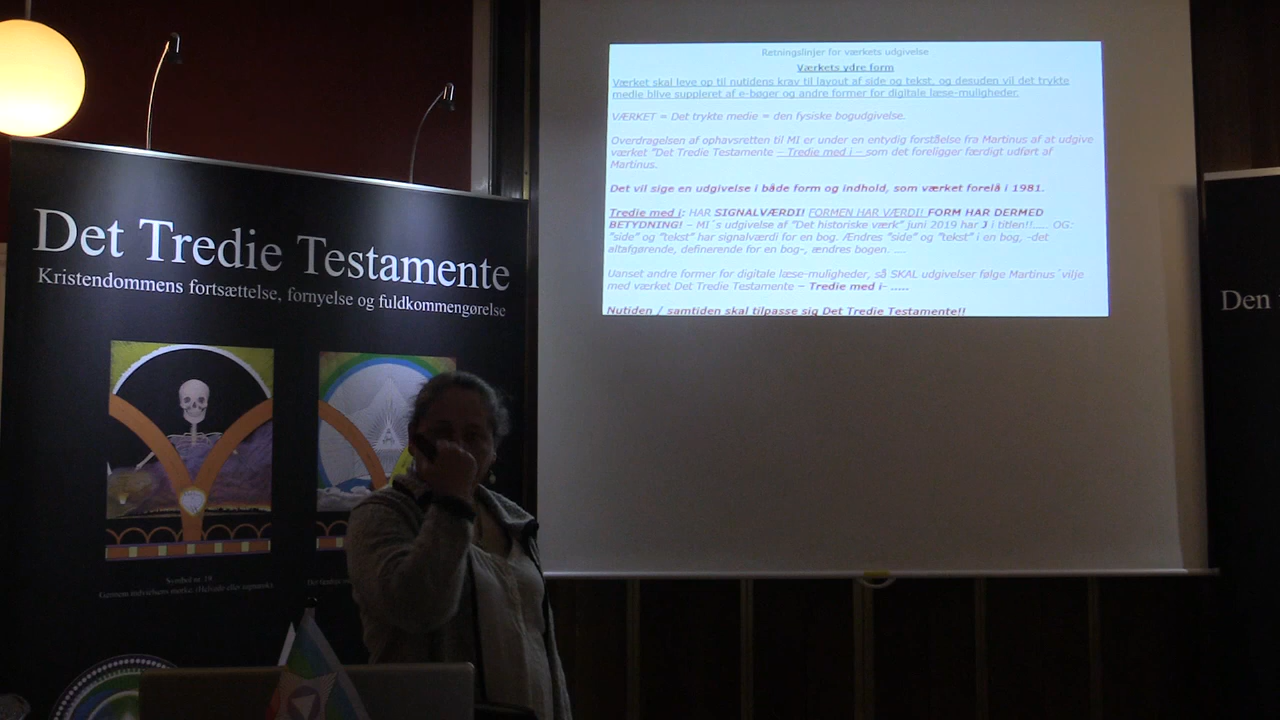 Det Tredie Testamente
Kristendommens fortsættelse, fornyelse og fuldkommengørelse
Symbol nr. 19
Retningslinjer for værkets udgivelse
Værkets ydre form
Værket skal leve op til nutidens krav til layout af side og tekst, og desuden vil det trykte
medie blive suppleret af e-bøger og andre former for digitale læse-muligheder.
VÆRKET = Det trykte medie = den fysiske bogudgivelse.
Overdragelsen af ophavsretten til MI er under en entydig forståelse fra Martinus af at udgive
værket "Det Tredie Testamente – Tredie med i – som det foreligger færdigt udført af
Martinus.
Det vil sige en udgivelse i både form og indhold, som værket forelå i 1981.
Tredie med i: HAR SIGNALVÆRDI! FORMEN HAR VÆRDI! FORM HAR DERMED
BETYDNING! – MI´s udgivelse af "Det historiske værk" juni 2019 har J i titlen!!..... OG:
"side" og "tekst" har signalværdi for en bog. Ændres "side" og "tekst" i en bog, –det
altafgørende, definerende for en bog–, ændres bogen. ....
Uanset andre former for digitale læse-muligheder, så SKAL udgivelser følge Martinus´vilje
med værket Det Tredie Testamente – Tredie med i– .....
Nutiden / samtiden skal tilpasse sig Det Tredie Testamente!!
Den